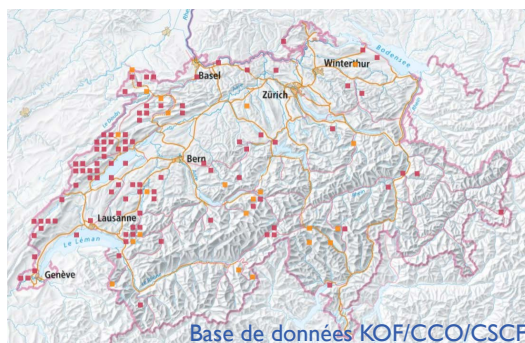 Basel
Winterthur
Bodensee
Zürich
Bern
Lausanne
Le Léman
Genève
Base de données KOF/CCO/CSCF